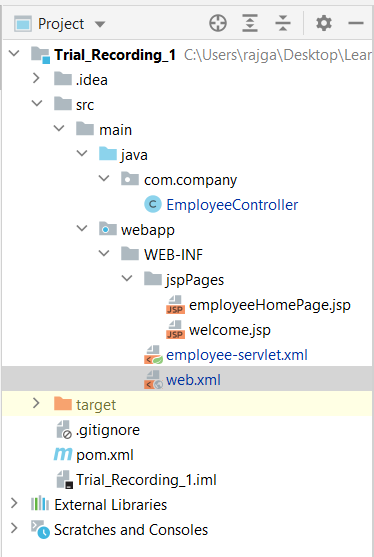 Project
Trial_Recording_1 C:\Users\rajga\Desktop\Lear
.idea
src
main
java
com.company
C EmployeeController
webapp
WEB-INF
jspPages
JSP employeeHomePage.jsp
JSP welcome.jsp
employee-servlet.xml
web.xml
target
.gitignore
m pom.xml
Trial_Recording_1.iml
External Libraries
Scratches and Consoles